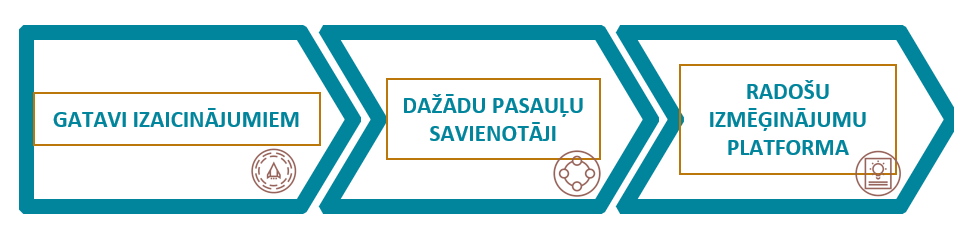 GATAVI IZAICINĀJUMIEM
DAŽĀDU PASAUĻU
SAVIENOTĀJI
RADOŠU
IZMĒĢINĀJUMU
PLATFORMA